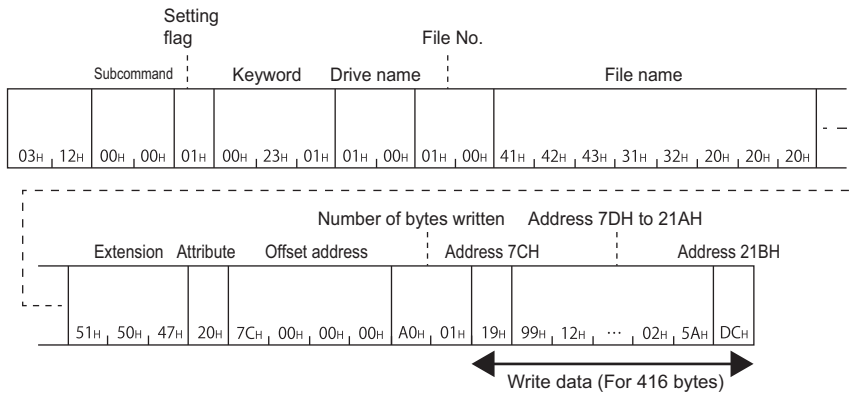 Setting
flag
File No.
Subcommand Keyword Drive name File name
03H 12H 00H 00H 01H 00H 23H 01H 01H 00H 01H 00H 41H 42H 43H 31H 32H 20H 20H 20H
Number of bytes written Address 7DH to 21AH
Extension Attribute Offset address Address 7CH Address 21BH
51H 50H 47H 20H 7CH 00H 00H 00H A0H 01H 19H 99H 12H ··· 02H 5AH DCH
Write data (For 416 bytes)